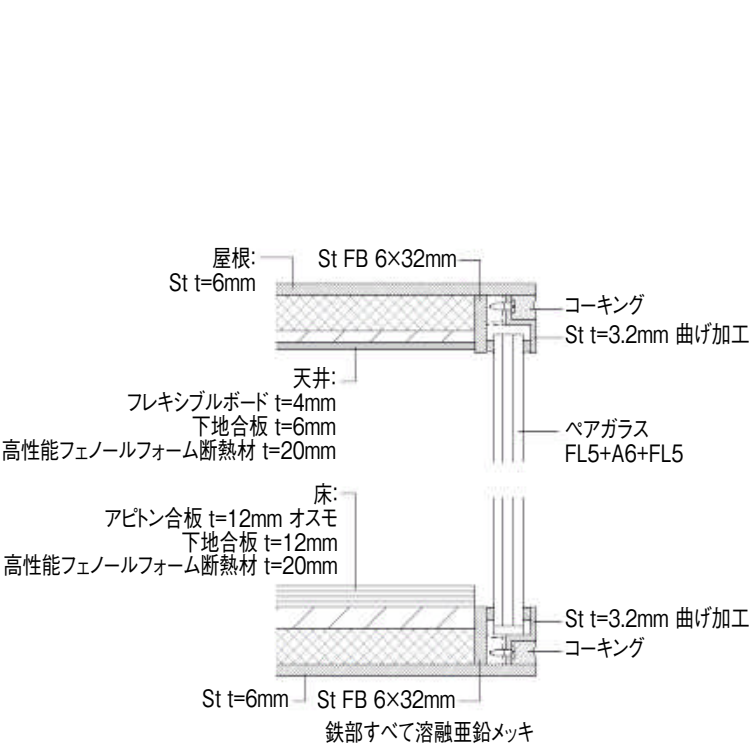 屋根:
St t=6mm
St FB 6×32mm
コーキング
St t=3.2mm 曲げ加工
天井:
フレキシブルボード t=4mm
下地合板 t=6mm
高性能フェノールフォーム断熱材 t=20mm
ペアガラス
FL5+A6+FL5
床:
アピトン合板 t=12mm オスモ
下地合板 t=12mm
高性能フェノールフォーム断熱材 t=20mm
St t=3.2mm 曲げ加工
コーキング
St t=6mm
St FB 6×32mm
鉄部すべて溶融亜鉛メッキ